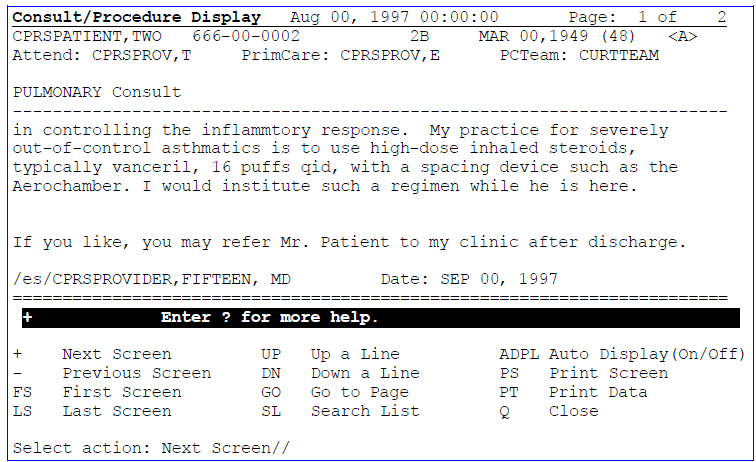 Consult/Procedure Display   Aug 00, 1997 00:00:00       Page:  1 of    2
CPRSPATIENT,TWO   666-00-0002           2B     MAR 00,1949 (48)   <A>
Attend: CPRSPROV,T     PrimCare: CPRSPROV,E      PCTeam: CURTTEAM
PULMONARY Consult
------------------------------------------------------------------------
in controlling the inflammtory response.  My practice for severely
out-of-control asthmatics is to use high-dose inhaled steroids,
typically vanceril, 16 puffs qid, with a spacing device such as the
Aerochamber. I would institute such a regimen while he is here.
If you like, you may refer Mr. Patient to my clinic after discharge.
/es/CPRSPROVIDER,FIFTEEN, MD         Date: SEP 00, 1997
========================================================================
+             Enter ? for more help.
+    Next Screen         UP   Up a Line          ADPL Auto Display(On/Off)
-    Previous Screen     DN   Down a Line        PS   Print Screen
FS   First Screen        GO   Go to Page         PT   Print Data
LS   Last Screen         SL   Search List        Q    Close
Select action: Next Screen//